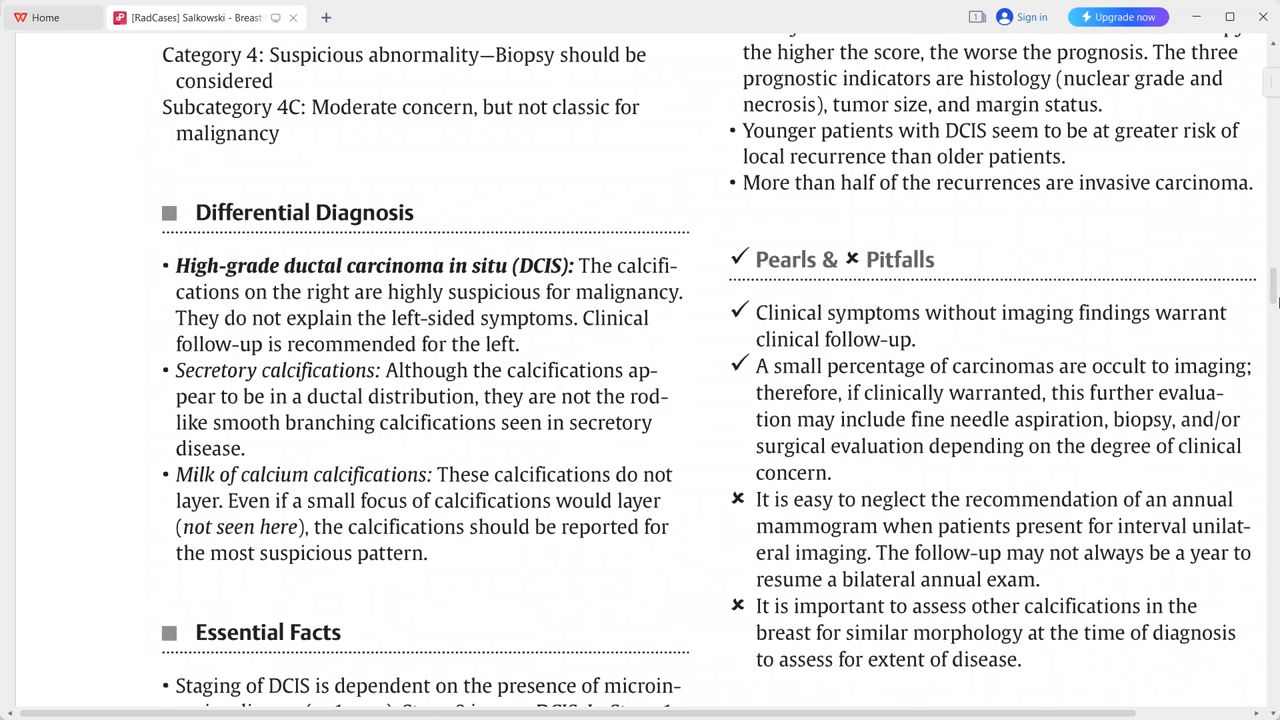 Home
[RadCases] Salkowski - Breast
1
Sign in
Upgrade now
Category 4: Suspicious abnormality—Biopsy should be
considered
Subcategory 4C: Moderate concern, but not classic for
malignancy
Differential Diagnosis
• High-grade ductal carcinoma in situ (DCIS): The calcifi-
cations on the right are highly suspicious for malignancy.
They do not explain the left-sided symptoms. Clinical
follow-up is recommended for the left.
• Secretory calcifications: Although the calcifications ap-
pear to be in a ductal distribution, they are not the rod-
like smooth branching calcifications seen in secretory
disease.
• Milk of calcium calcifications: These calcifications do not
layer. Even if a small focus of calcifications would layer
(not seen here), the calcifications should be reported for
the most suspicious pattern.
Essential Facts
• Staging of DCIS is dependent on the presence of microin-
the higher the score, the worse the prognosis. The three
prognostic indicators are histology (nuclear grade and
necrosis), tumor size, and margin status.
• Younger patients with DCIS seem to be at greater risk of
local recurrence than older patients.
• More than half of the recurrences are invasive carcinoma.
✓ Pearls & ✗ Pitfalls
✓ Clinical symptoms without imaging findings warrant
clinical follow-up.
✓ A small percentage of carcinomas are occult to imaging;
therefore, if clinically warranted, this further evalua-
tion may include fine needle aspiration, biopsy, and/or
surgical evaluation depending on the degree of clinical
concern.
✗ It is easy to neglect the recommendation of an annual
mammogram when patients present for interval unilat-
eral imaging. The follow-up may not always be a year to
resume a bilateral annual exam.
✗ It is important to assess other calcifications in the
breast for similar morphology at the time of diagnosis
to assess for extent of disease.